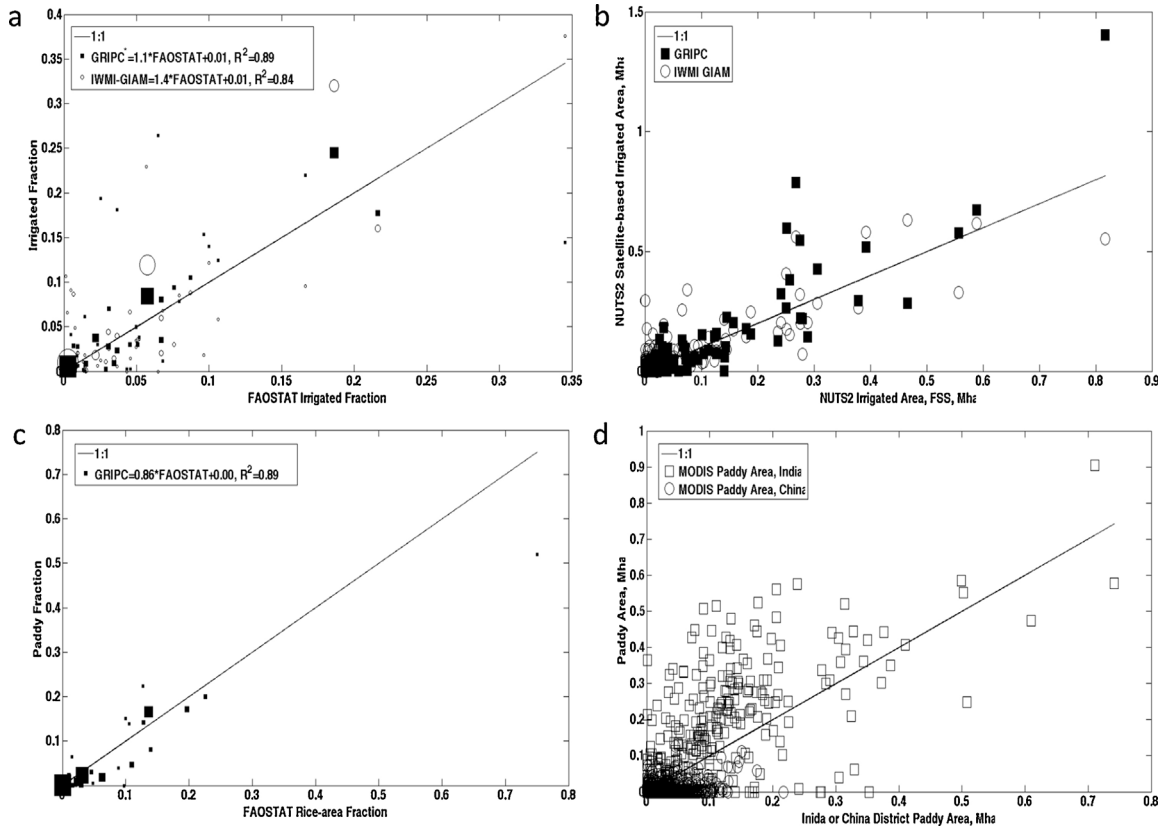 a
0.4
0.35
0.3
0.25
0.2
0.15
0.1
0.05
0
Irrigated Fraction
1:1
GRIPC*=1.1*FAOSTAT+0.01, R2=0.89
IWMI-GIAM=1.4*FAOSTAT+0.01, R2=0.84
0 0.05 0.1 0.15 0.2 0.25 0.3 0.35
FAOSTAT Irrigated Fraction
b
1.5
1
0.5
0
NUTS2 Satellite-based Irrigated Area, Mha
1:1
GRIPC
IWMI GIAM
0 0.1 0.2 0.3 0.4 0.5 0.6 0.7 0.8 0.9
NUTS2 Irrigated Area, FSS, Mha
c
0.8
0.7
0.6
0.5
0.4
0.3
0.2
0.1
Paddy Fraction
1:1
GRIPC=0.86*FAOSTAT+0.00, R2=0.89
0 0.1 0.2 0.3 0.4 0.5 0.6 0.7 0.8
FAOSTAT Rice-area Fraction
d
1
0.9
0.8
0.7
0.6
0.5
0.4
0.3
0.2
0.1
0
Paddy Area, Mha
1:1
MODIS Paddy Area, India
MODIS Paddy Area, China
0 0.1 0.2 0.3 0.4 0.5 0.6 0.7 0.8
Inida or China District Paddy Area, Mha